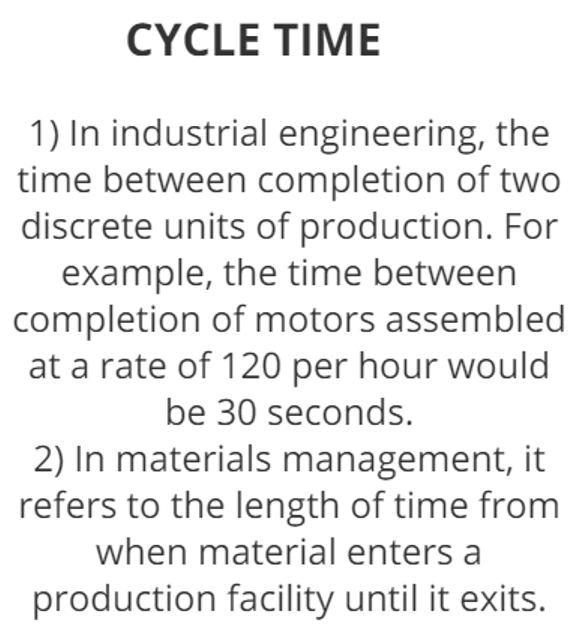 CYCLE TIME
1) In industrial engineering, the
time between completion of two
discrete units of production. For
example, the time between
completion of motors assembled
at a rate of 120 per hour would
be 30 seconds.
2) In materials management, it
refers to the length of time from
when material enters a
production facility until it exits.